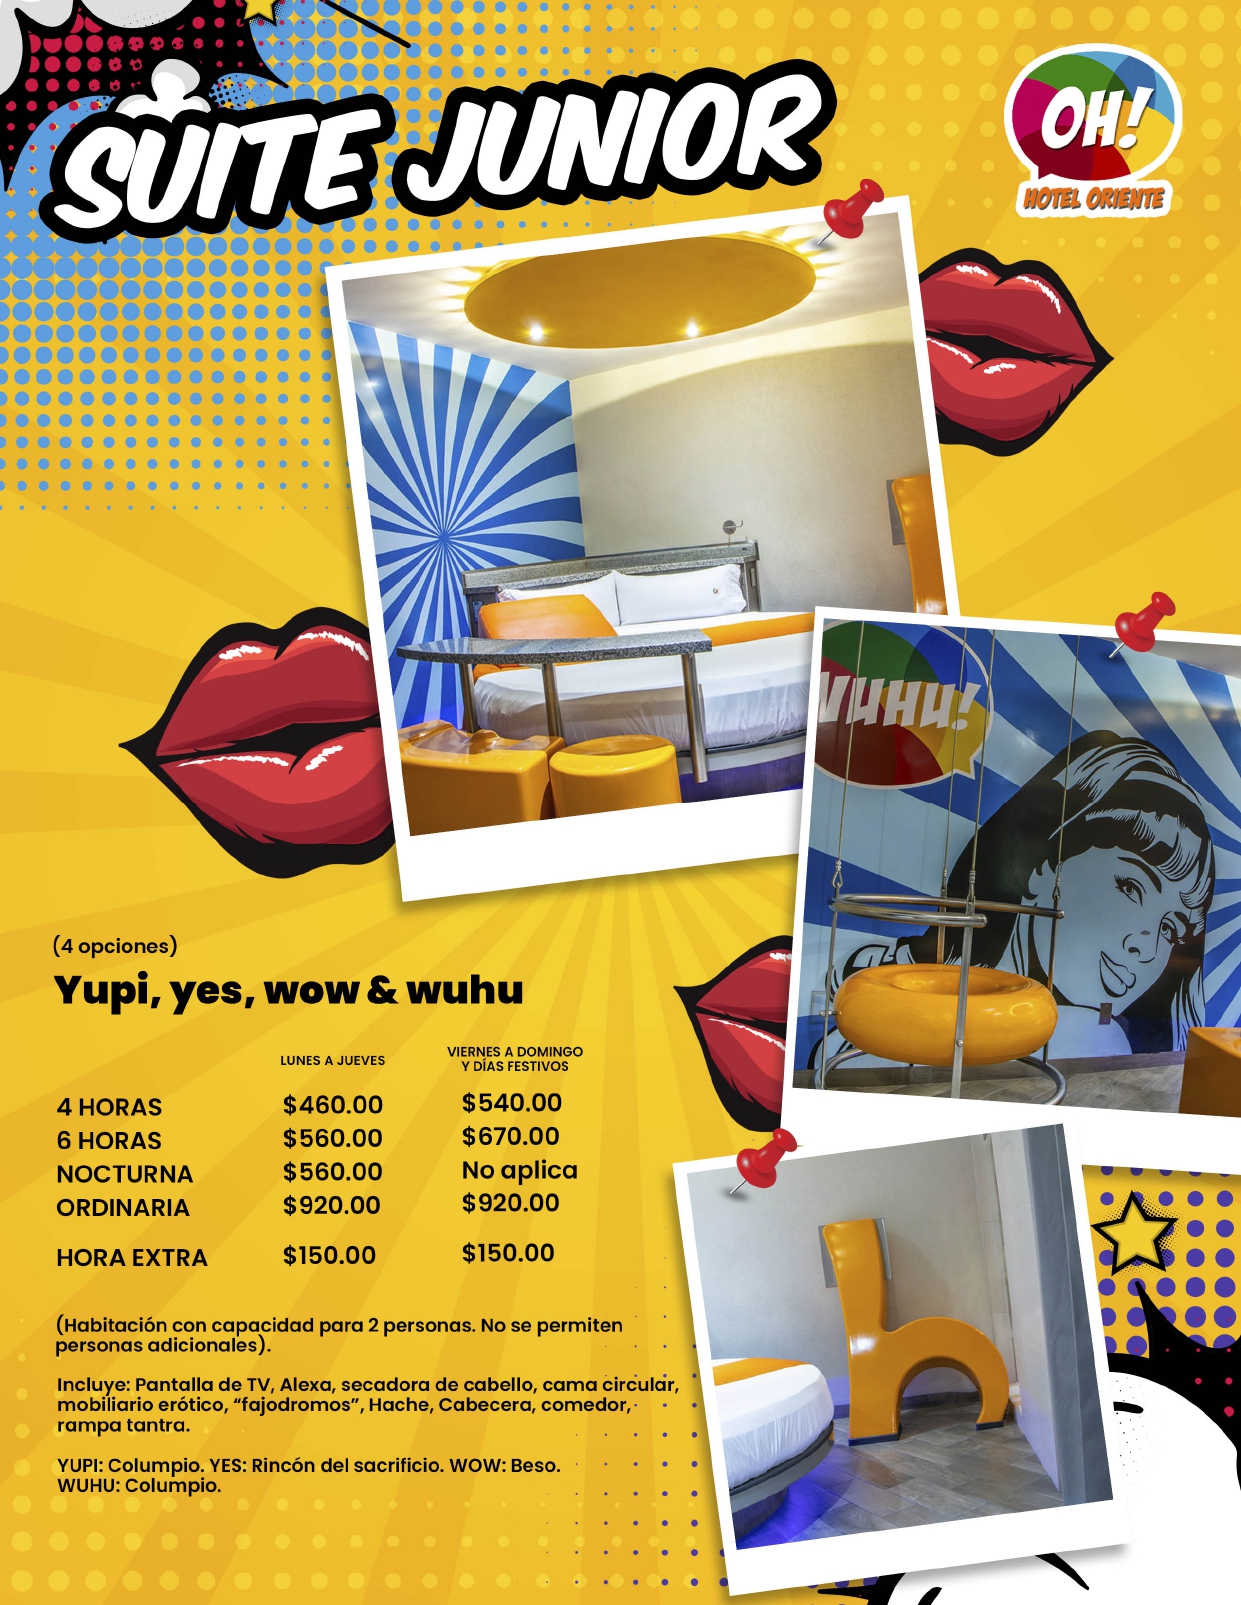 SUITE JUNIOR
OH!
HOTEL ORIENTE
WUHU!
(4 opciones)
Yupi, yes, wow & wuhu
LUNES A JUEVES
VIERNES A DOMINGO
Y DÍAS FESTIVOS
4 HORAS $460.00 $540.00
6 HORAS $560.00 $670.00
NOCTURNA $560.00 No aplica
ORDINARIA $920.00 $920.00
HORA EXTRA $150.00 $150.00
(Habitación con capacidad para 2 personas. No se permiten
personas adicionales).
Incluye: Pantalla de TV, Alexa, secadora de cabello, cama circular,
mobiliario erótico, “fajodromos”, Hache, Cabecera, comedor,
rampa tantra.
YUPI: Columpio. YES: Rincón del sacrificio. WOW: Beso.
WUHU: Columpio.